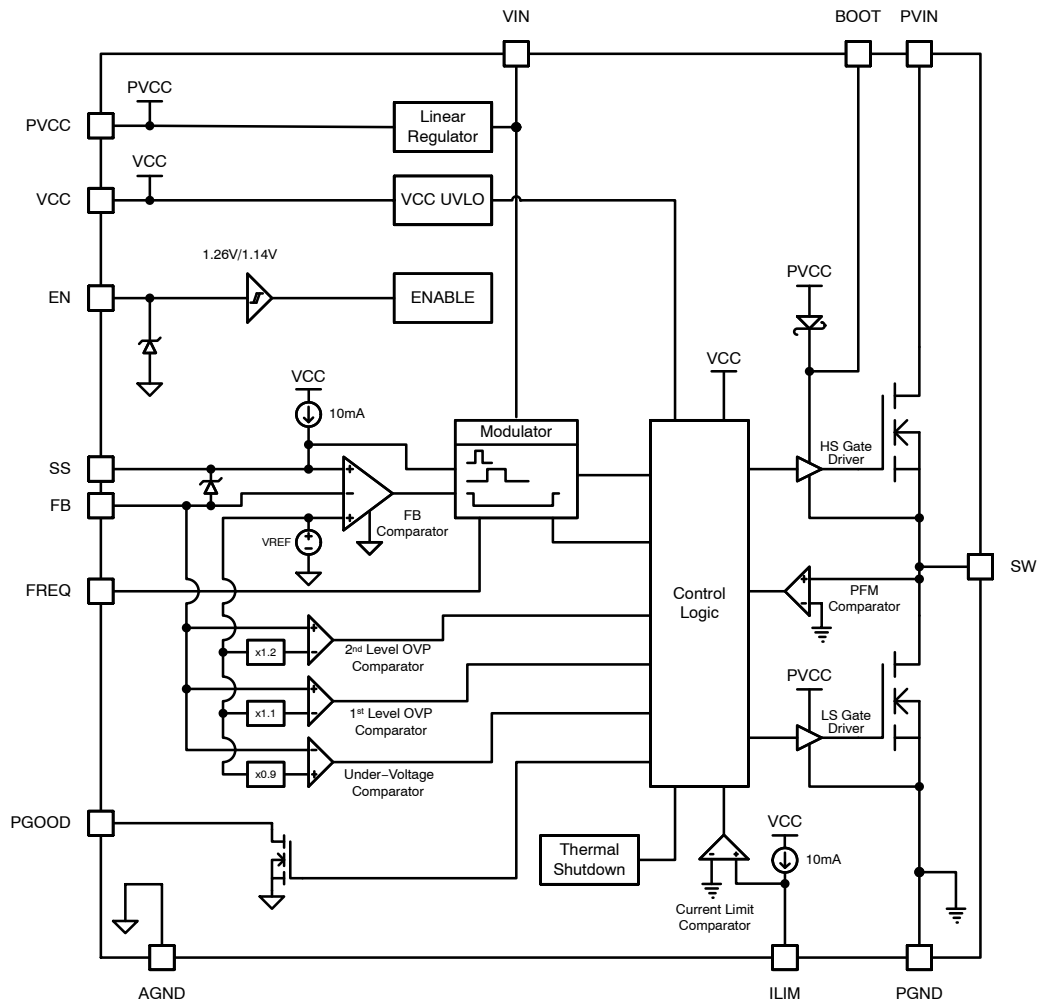 VIN
BOOT
PVIN
PVCC
PVCC
Linear
Regulator
VCC
VCC
VCC UVLO
1.26V/1.14V
EN
ENABLE
PVCC
VCC
VCC
10mA
Modulator
SS
HS Gate
Driver
FB
FB
Comparator
VREF
SW
FREQ
Control
Logic
PFM
Comparator
x1.2
2nd Level OVP
Comparator
PVCC
x1.1
1st Level OVP
Comparator
LS Gate
Driver
x0.9
Under−Voltage
Comparator
PGOOD
VCC
Thermal
Shutdown
10mA
Current Limit
Comparator
AGND
ILIM
PGND
+
−
+
+
−
+
−
+
−
+
−
−
+
+
−
−
+